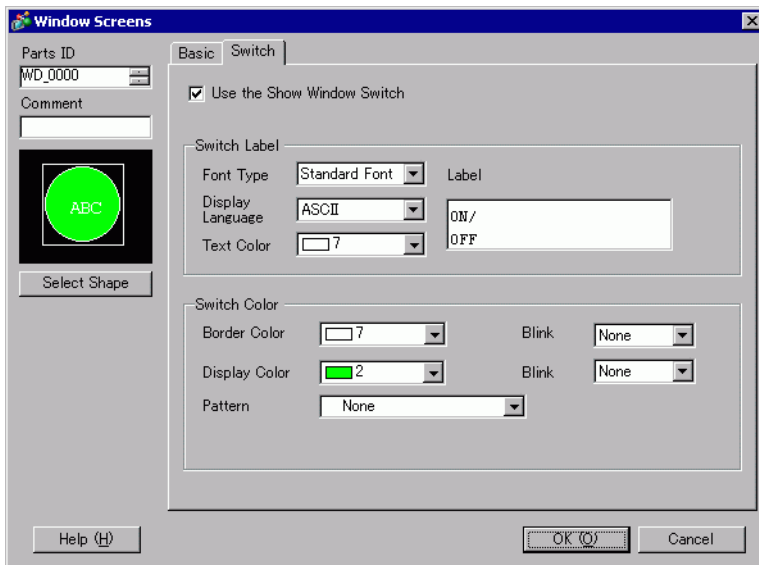 Window Screens
Parts ID
WD_0000
Comment
ABC
Select Shape
Basic
Switch
Use the Show Window Switch
Switch Label
Font Type
Standard Font
Label
Display
Language
ASCII
ON/
OFF
Text Color
7
Switch Color
Border Color
7
Blink
None
Display Color
2
Blink
None
Pattern
None
Help (H)
OK (O)
Cancel